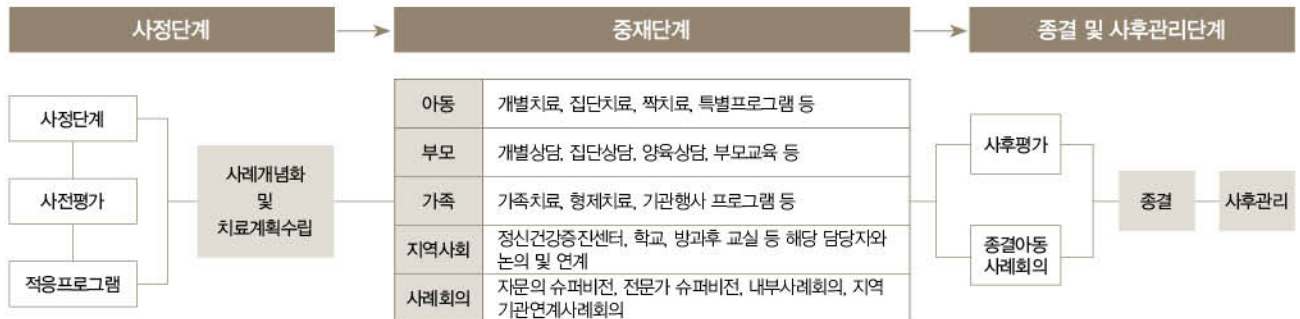 사정단계
중재단계
종결 및 사후관리단계
사정단계
사전평가
적응프로그램
사례개념화
및
치료계획수립
아동
개별치료, 집단치료, 짝치료, 특별프로그램 등
부모
개별상담, 집단상담, 양육상담, 부모교육 등
가족
가족치료, 형제치료, 기관행사 프로그램 등
지역사회
정신건강증진센터, 학교, 방과후 교실 등 해당 담당자와
논의 및 연계
사례회의
자문의 슈퍼비전, 전문가 슈퍼비전, 내부사례회의, 지역
기관연계사례회의
사후평가
종결아동
사례회의
종결
사후관리